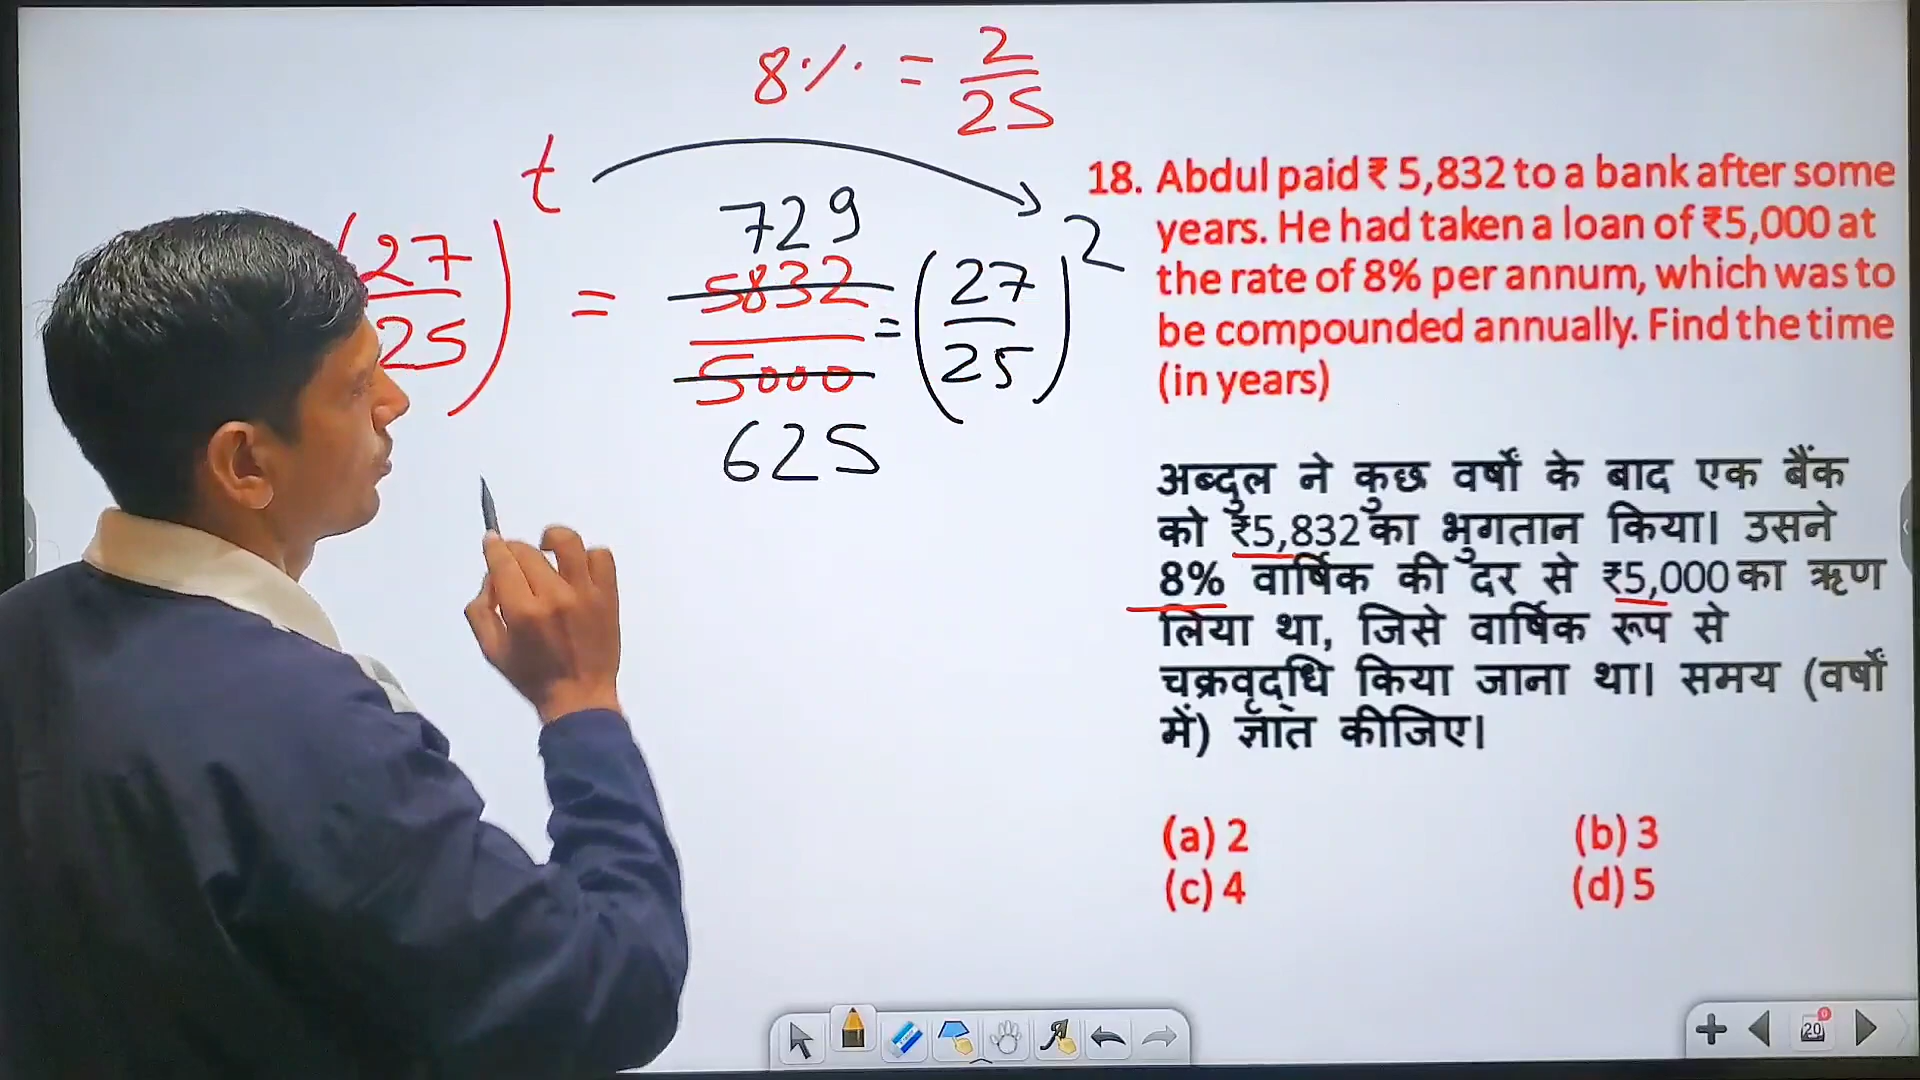 8% = 2/25
(27/25)^t = 5832/5000 = (27/25)^2
729
625
18. Abdul paid ₹ 5,832 to a bank after some
years. He had taken a loan of ₹5,000 at
the rate of 8% per annum, which was to
be compounded annually. Find the time
(in years)
अब्दुल ने कुछ वर्षों के बाद एक बैंक
को ₹5,832 का भुगतान किया। उसने
8% वार्षिक की दर से ₹5,000 का ऋण
लिया था, जिसे वार्षिक रूप से
चक्रवृद्धि किया जाना था। समय (वर्षों
में) ज्ञात कीजिए।
(a) 2 (b) 3
(c) 4 (d) 5
20
0